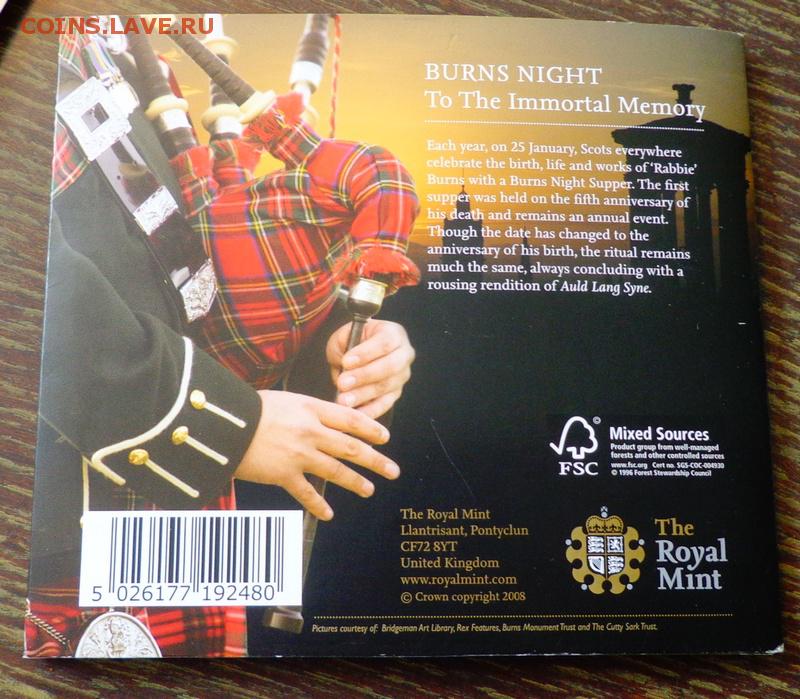 COINS.LAVE.RU
BURNS NIGHT
To The Immortal Memory
Each year, on 25 January, Scots everywhere
celebrate the birth, life and works of ‘Rabbie’
Burns with a Burns Night Supper. The first
supper was held on the fifth anniversary of
his death and remains an annual event.
Though the date has changed to the
anniversary of his birth, the ritual remains
much the same, always concluding with a
rousing rendition of Auld Lang Syne.
FSC
©
Mixed Sources
Product group from well-managed
forests and other controlled sources
www.fsc.org Cert no. SGS-COC-004930
© 1996 Forest Stewardship Council
The Royal Mint
Llantrisant, Pontyclun
CF72 8YT
United Kingdom
www.royalmint.com
© Crown copyright 2008
The
Royal
Mint
5 026177 192480
Pictures courtesy of: Bridgeman Art Library, Rex Features, Burns Monument Trust and The Cutty Sark Trust.